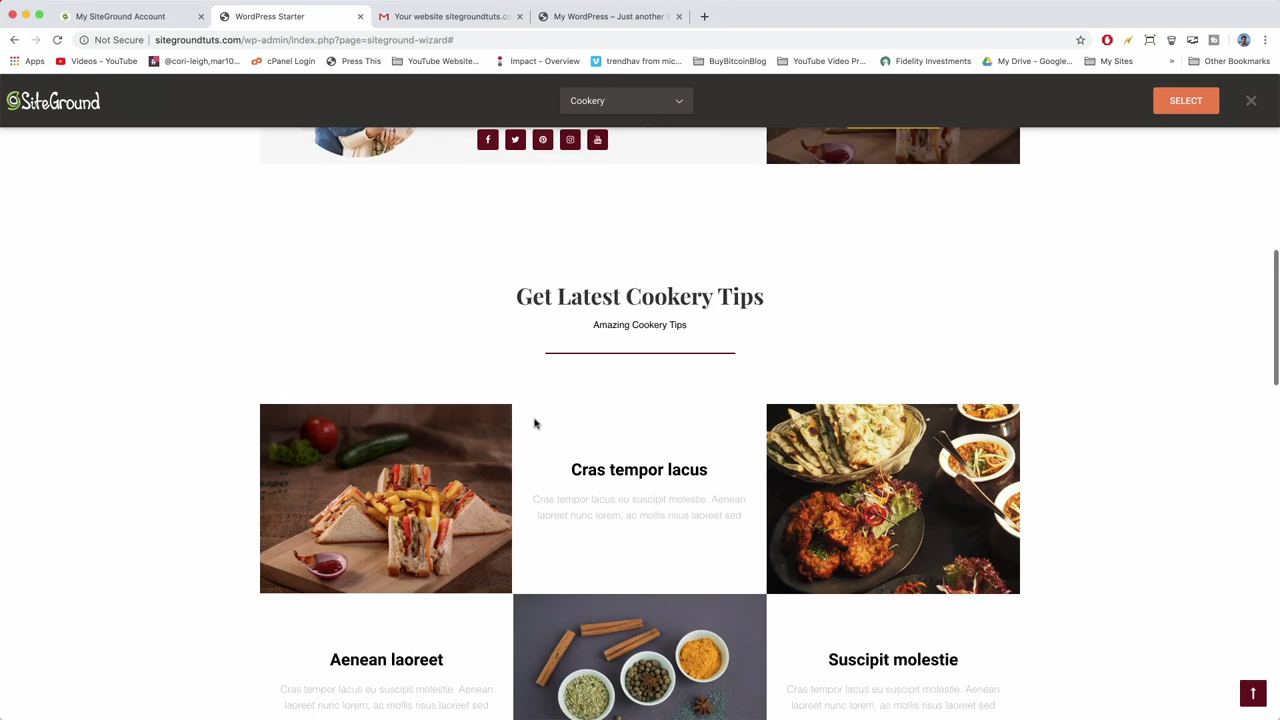 My SiteGround Account
WordPress Starter
Your website sitegroundtuts.co
My WordPress – Just another
Not Secure
sitegroundtuts.com/wp-admin/index.php?page=siteground-wizard#
Apps
Videos - YouTube
@cori-leigh,mar10...
cPanel Login
Press This
YouTube Website...
Impact - Overview
trendhav from mic...
BuyBitcoinBlog
YouTube Video Pr...
Fidelity Investments
My Drive - Google...
My Sites
»
Other Bookmarks
SiteGround
Cookery
SELECT
Get Latest Cookery Tips
Amazing Cookery Tips
Cras tempor lacus
Cras tempor lacus eu suscipit molestie. Aenean
laoreet nunc lorem, ac mollis risus laoreet sed
Aenean laoreet
Cras tempor lacus eu suscipit molestie. Aenean
laoreet nunc lorem, ac mollis risus laoreet sed
Suscipit molestie
Cras tempor lacus eu suscipit molestie. Aenean
laoreet nunc lorem, ac mollis risus laoreet sed